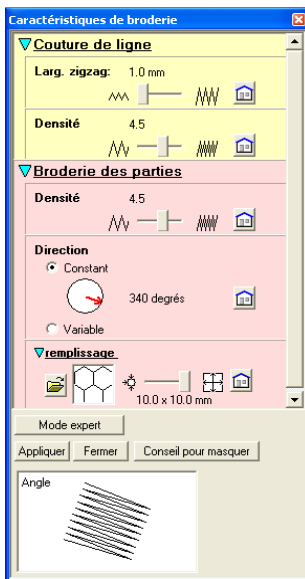 Caractéristiques de broderie
Couture de ligne
Larg. zigzag: 1.0 mm
Densité 4.5
Broderie des parties
Densité 4.5
Direction
Constant
340 degrés
Variable
remplissage
10.0 x 10.0 mm
Mode expert
Appliquer Fermer Conseil pour masquer
Angle